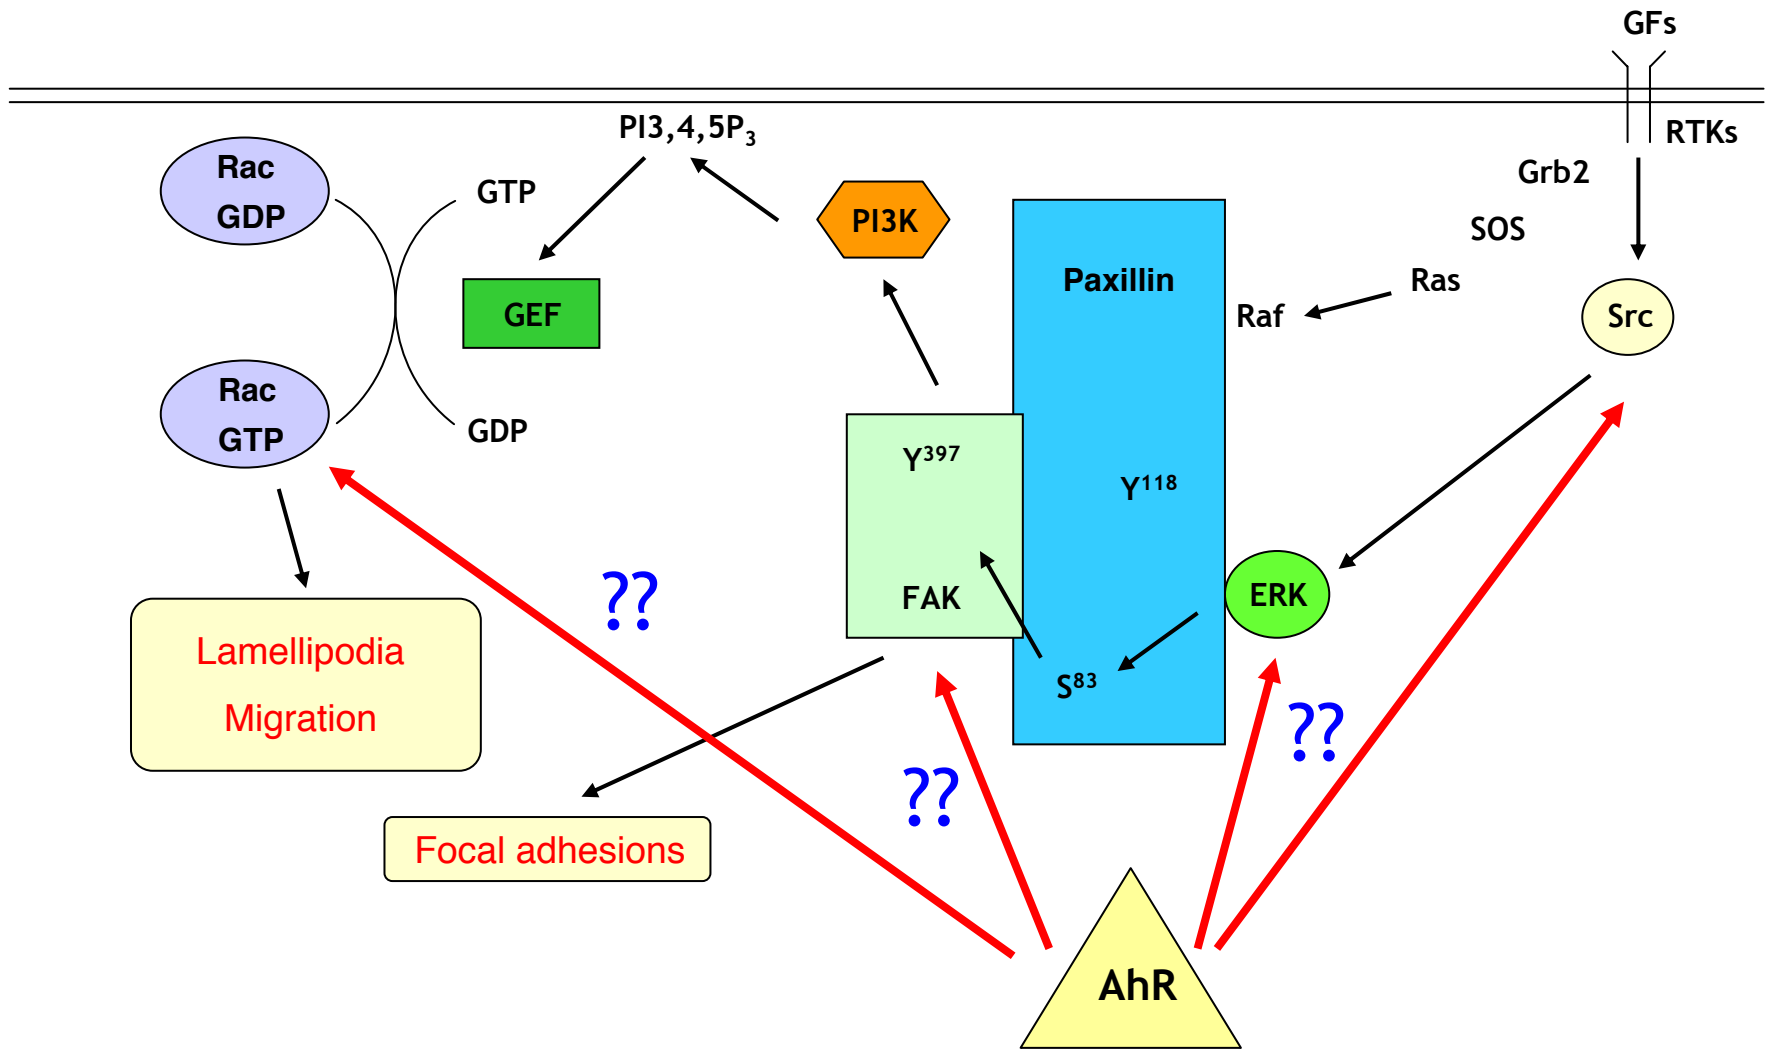 GFs
RTKs
PI3,4,5P3
Rac
GDP
GTP
Grb2
PI3K
SOS
Paxillin
Ras
GEF
Raf
Src
Rac
GTP
GDP
Y397
Y118
??
FAK
ERK
Lamellipodia
Migration
S83
??
??
Focal adhesions
AhR